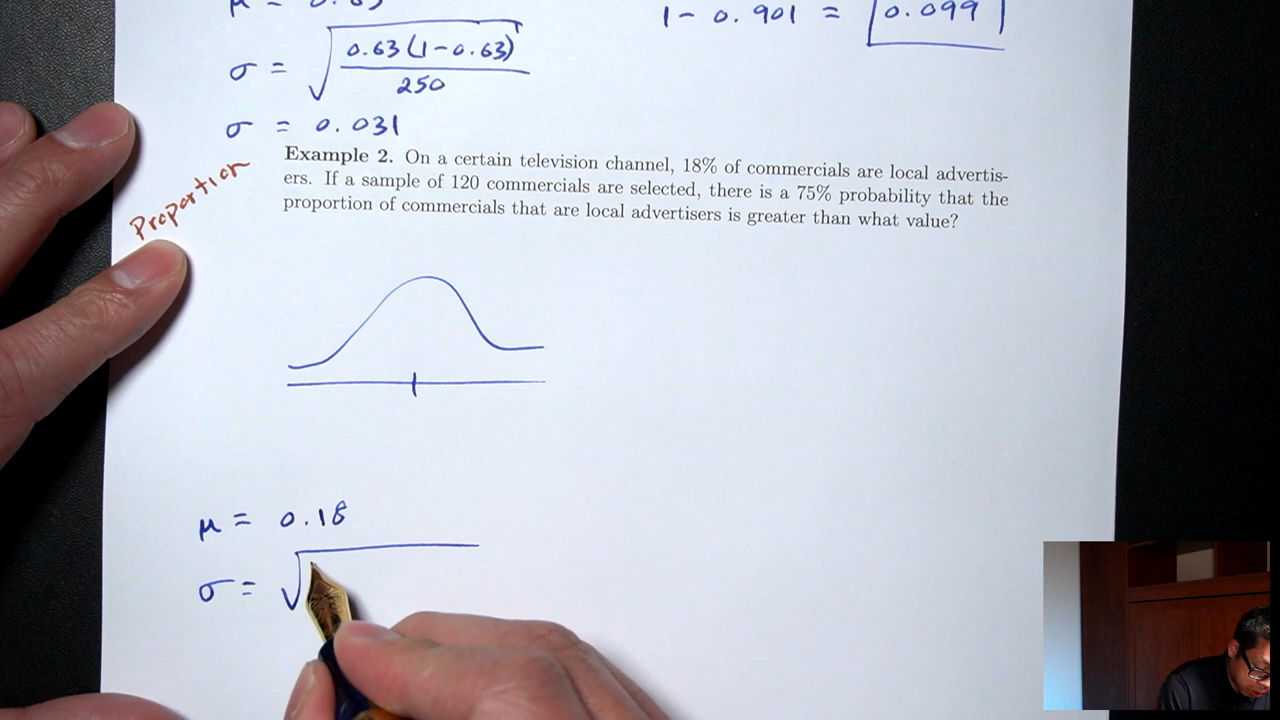 μ = 0.63
1 - 0.901 = 0.099
σ = √ 0.63 (1-0.63)
250
σ = 0.031
Proportion
Example 2. On a certain television channel, 18% of commercials are local advertis-
ers. If a sample of 120 commercials are selected, there is a 75% probability that the
proportion of commercials that are local advertisers is greater than what value?
μ = 0.18
σ = √